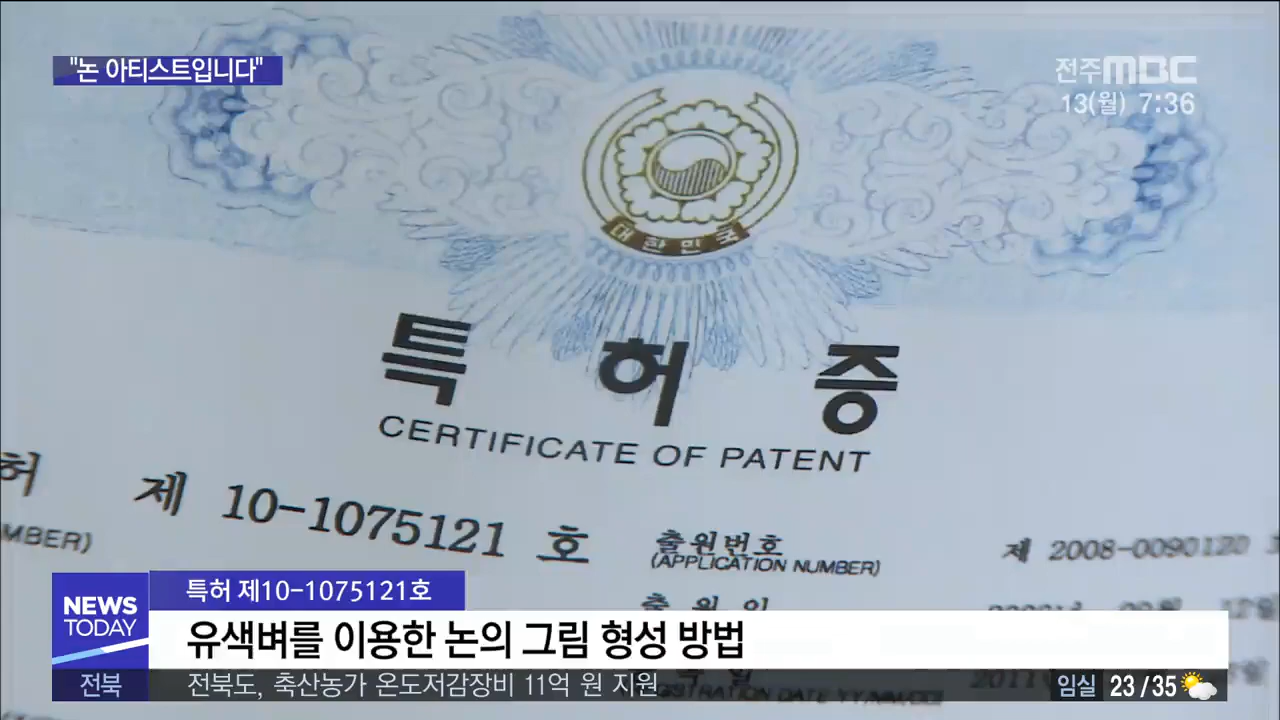 "논 아티스트입니다"
전주MBC
13(월) 7:36
대한민국
특허증
CERTIFICATE OF PATENT
허 제 10-1075121 호
출원번호 제 2008-0090120
MBER)
(APPLICATION NUMBER)
출원일
특허 제10-1075121호
NEWS
TODAY
유색벼를 이용한 논의 그림 형성 방법
전북
전북도, 축산농가 온도저감장비 11억 원 지원
임실 23/35